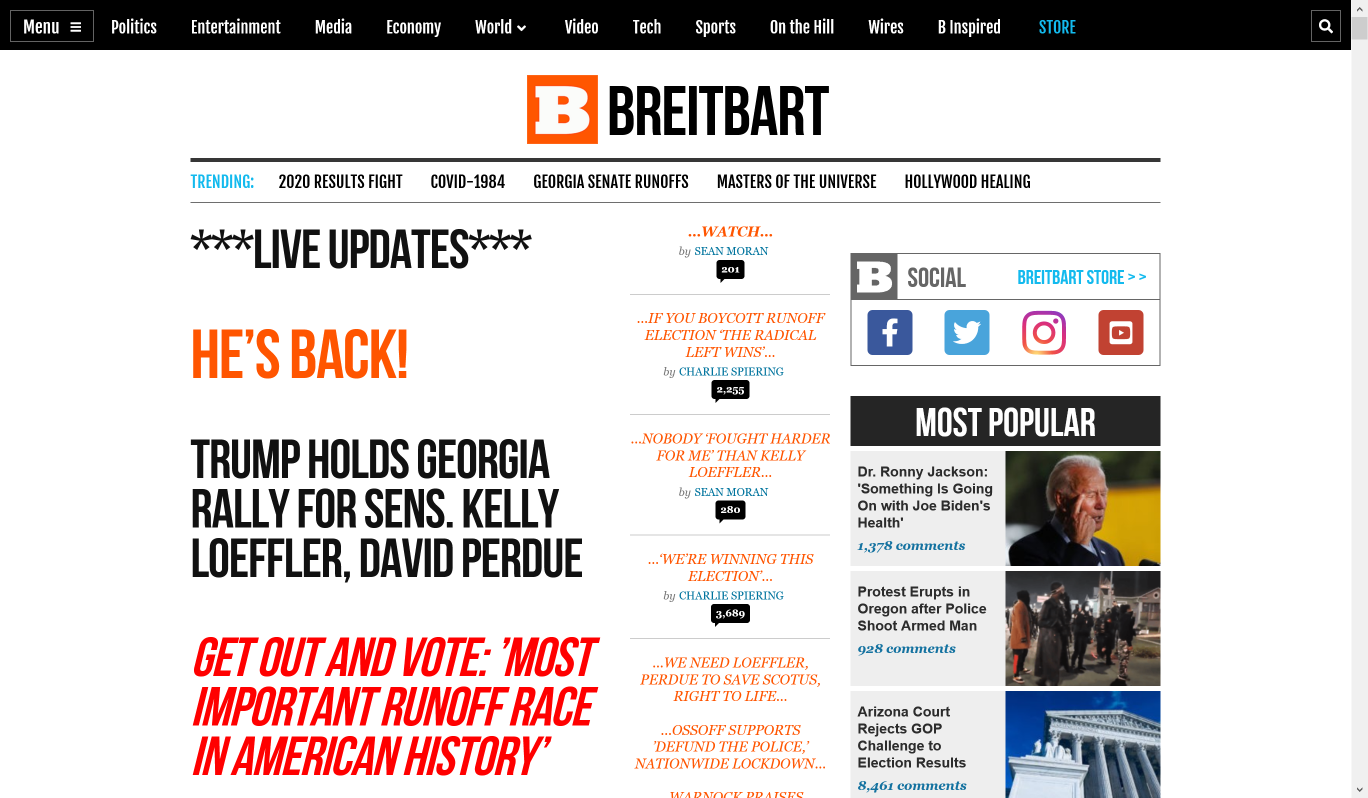 Menu
Politics
Entertainment
Media
Economy
World
Video
Tech
Sports
On the Hill
Wires
B Inspired
STORE
B BREITBART
TRENDING:
2020 RESULTS FIGHT
COVID-1984
GEORGIA SENATE RUNOFFS
MASTERS OF THE UNIVERSE
HOLLYWOOD HEALING
***LIVE UPDATES***
HE’S BACK!
TRUMP HOLDS GEORGIA
RALLY FOR SENS. KELLY
LOEFFLER, DAVID PERDUE
GET OUT AND VOTE: ’MOST
IMPORTANT RUNOFF RACE
IN AMERICAN HISTORY’
…WATCH…
by SEAN MORAN
201
…IF YOU BOYCOTT RUNOFF
ELECTION ‘THE RADICAL
LEFT WINS’…
by CHARLIE SPIERING
2,255
…NOBODY ‘FOUGHT HARDER
FOR ME’ THAN KELLY
LOEFFLER…
by SEAN MORAN
280
…‘WE’RE WINNING THIS
ELECTION’…
by CHARLIE SPIERING
3,689
…WE NEED LOEFFLER,
PERDUE TO SAVE SCOTUS,
RIGHT TO LIFE…
…OSSOFF SUPPORTS
’DEFUND THE POLICE,’
NATIONWIDE LOCKDOWN…
…WARNOCK PRAISES
B SOCIAL
BREITBART STORE > >
MOST POPULAR
Dr. Ronny Jackson:
'Something Is Going
On with Joe Biden's
Health'
1,378 comments
Protest Erupts in
Oregon after Police
Shoot Armed Man
928 comments
Arizona Court
Rejects GOP
Challenge to
Election Results
8,461 comments